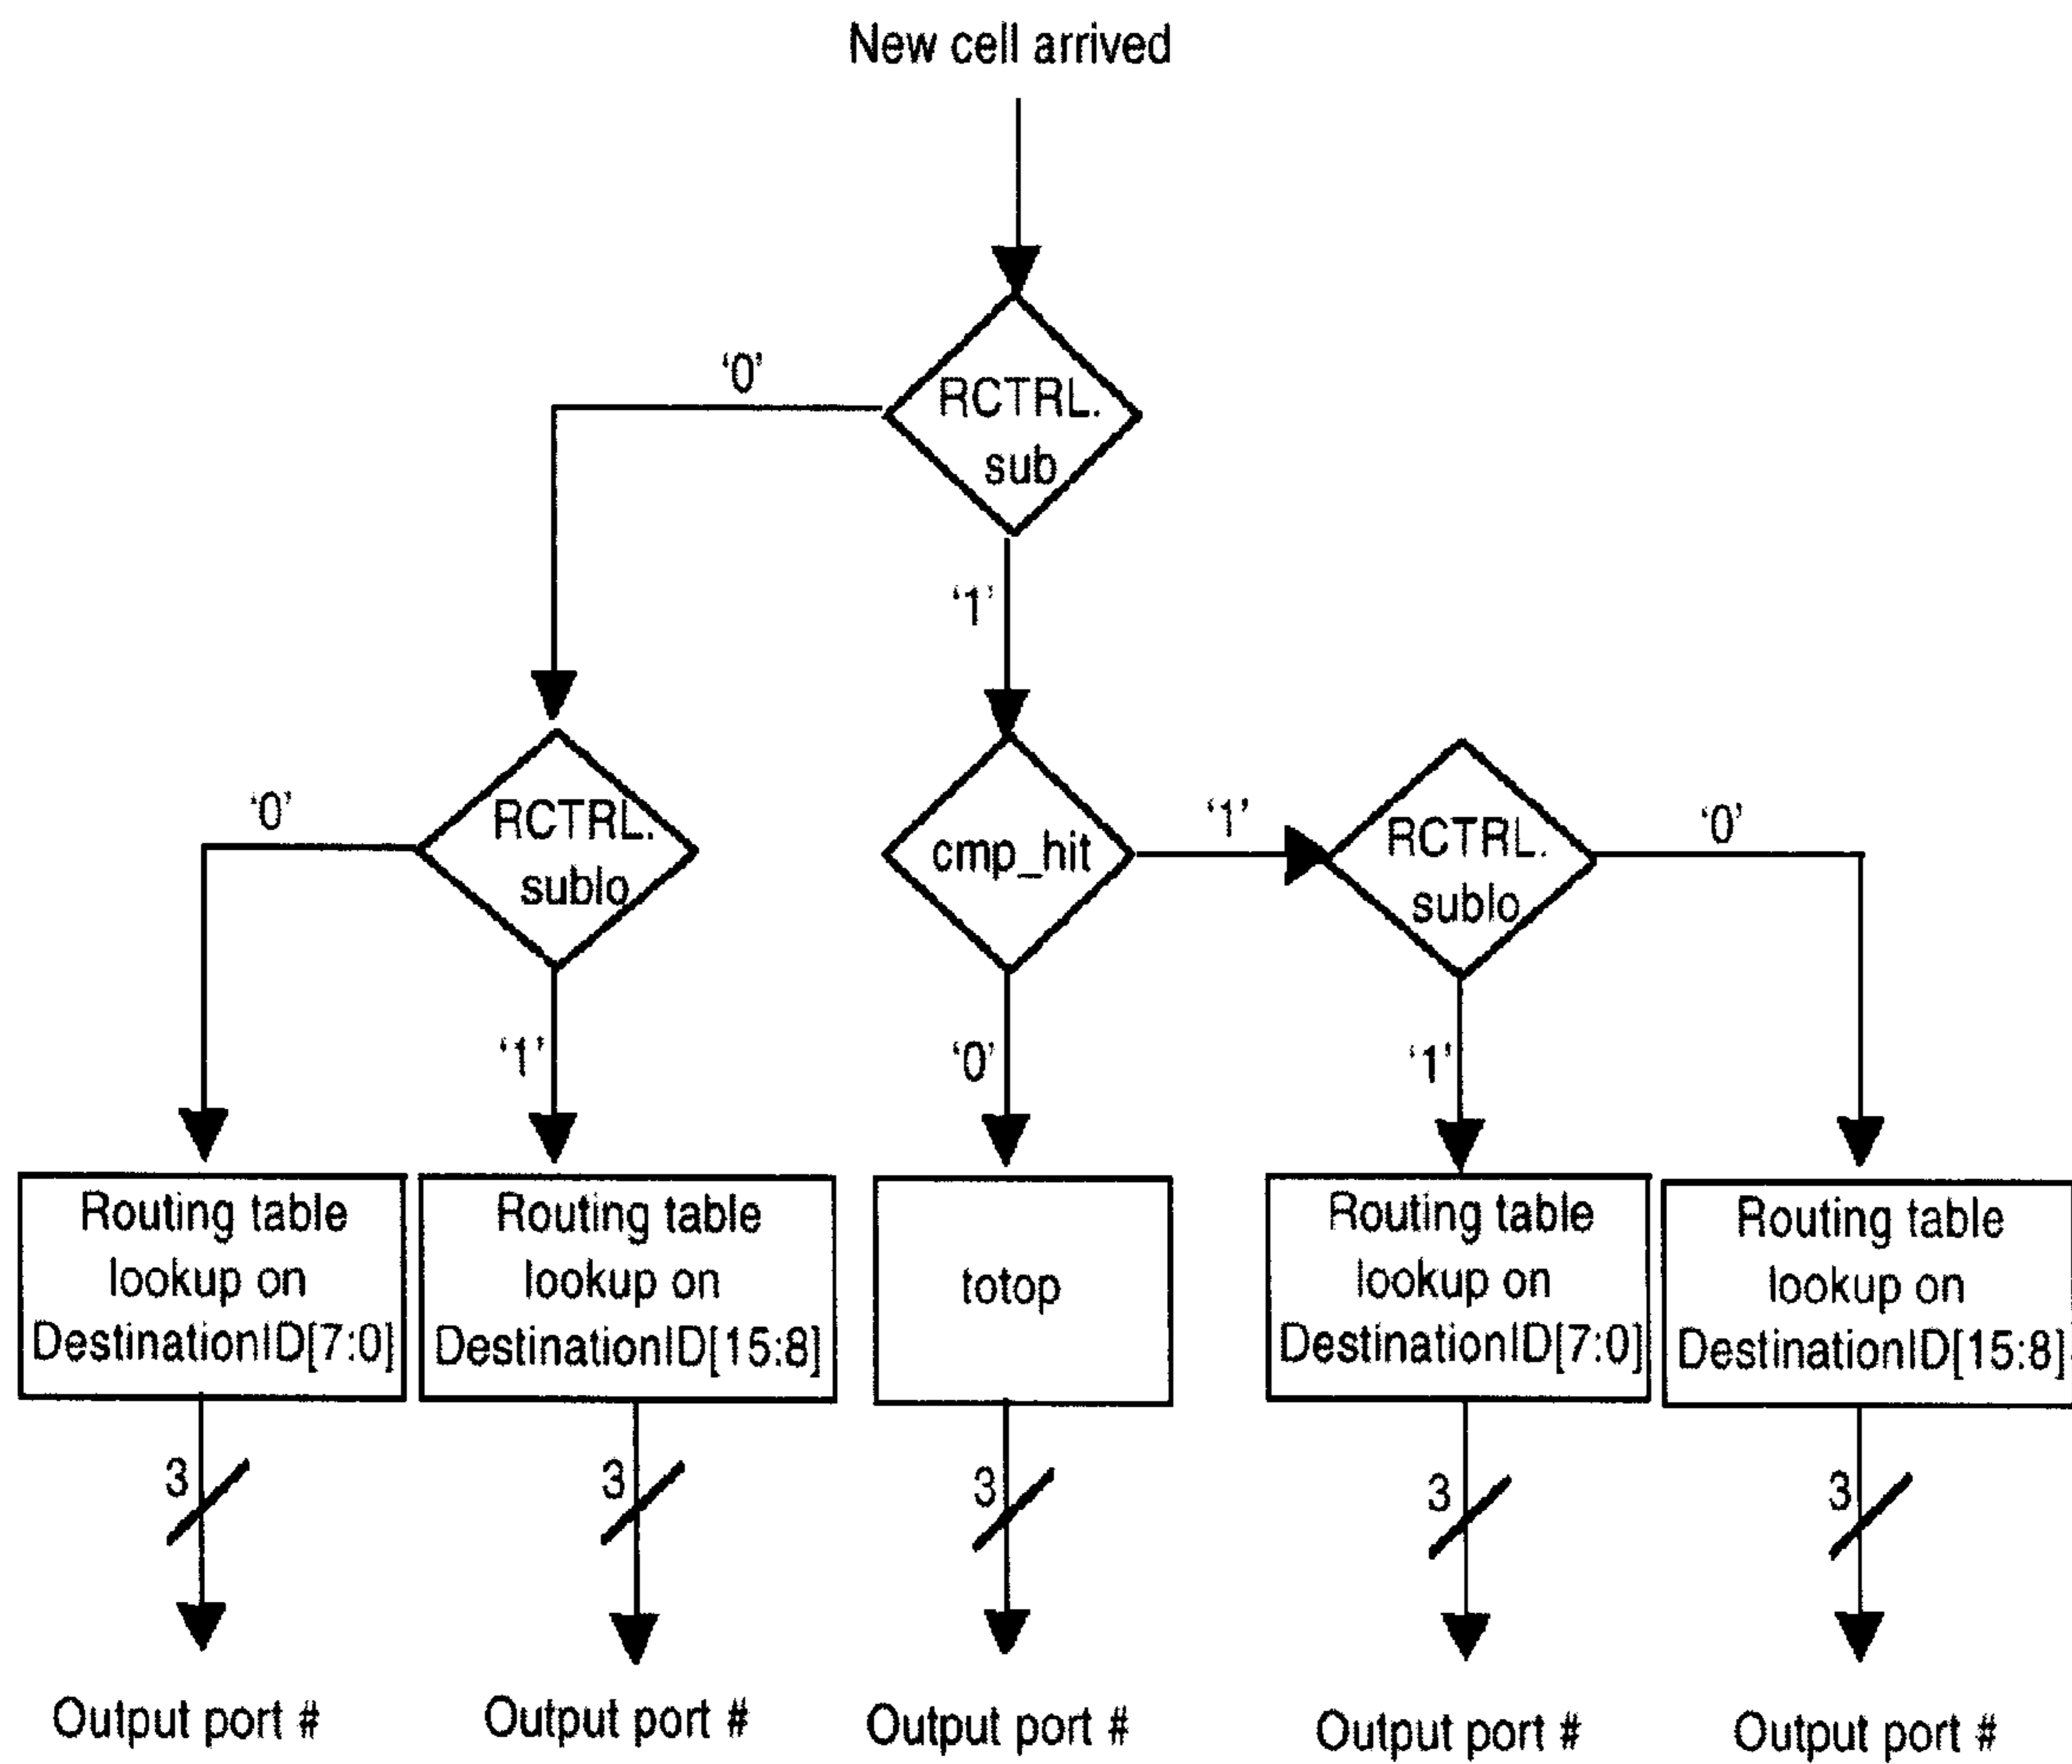 New cell arrived
‘0’
RCTRL.
sub
‘1’
‘0’
RCTRL.
sublo
‘1’
cmp_hit
‘1’
‘0’
RCTRL.
sublo
‘0’
‘1’
Routing table
lookup on
DestinationID[7:0]
Routing table
lookup on
DestinationID[15:8]
totop
Routing table
lookup on
DestinationID[7:0]
Routing table
lookup on
DestinationID[15:8]
3
3
3
3
3
Output port #
Output port #
Output port #
Output port #
Output port #